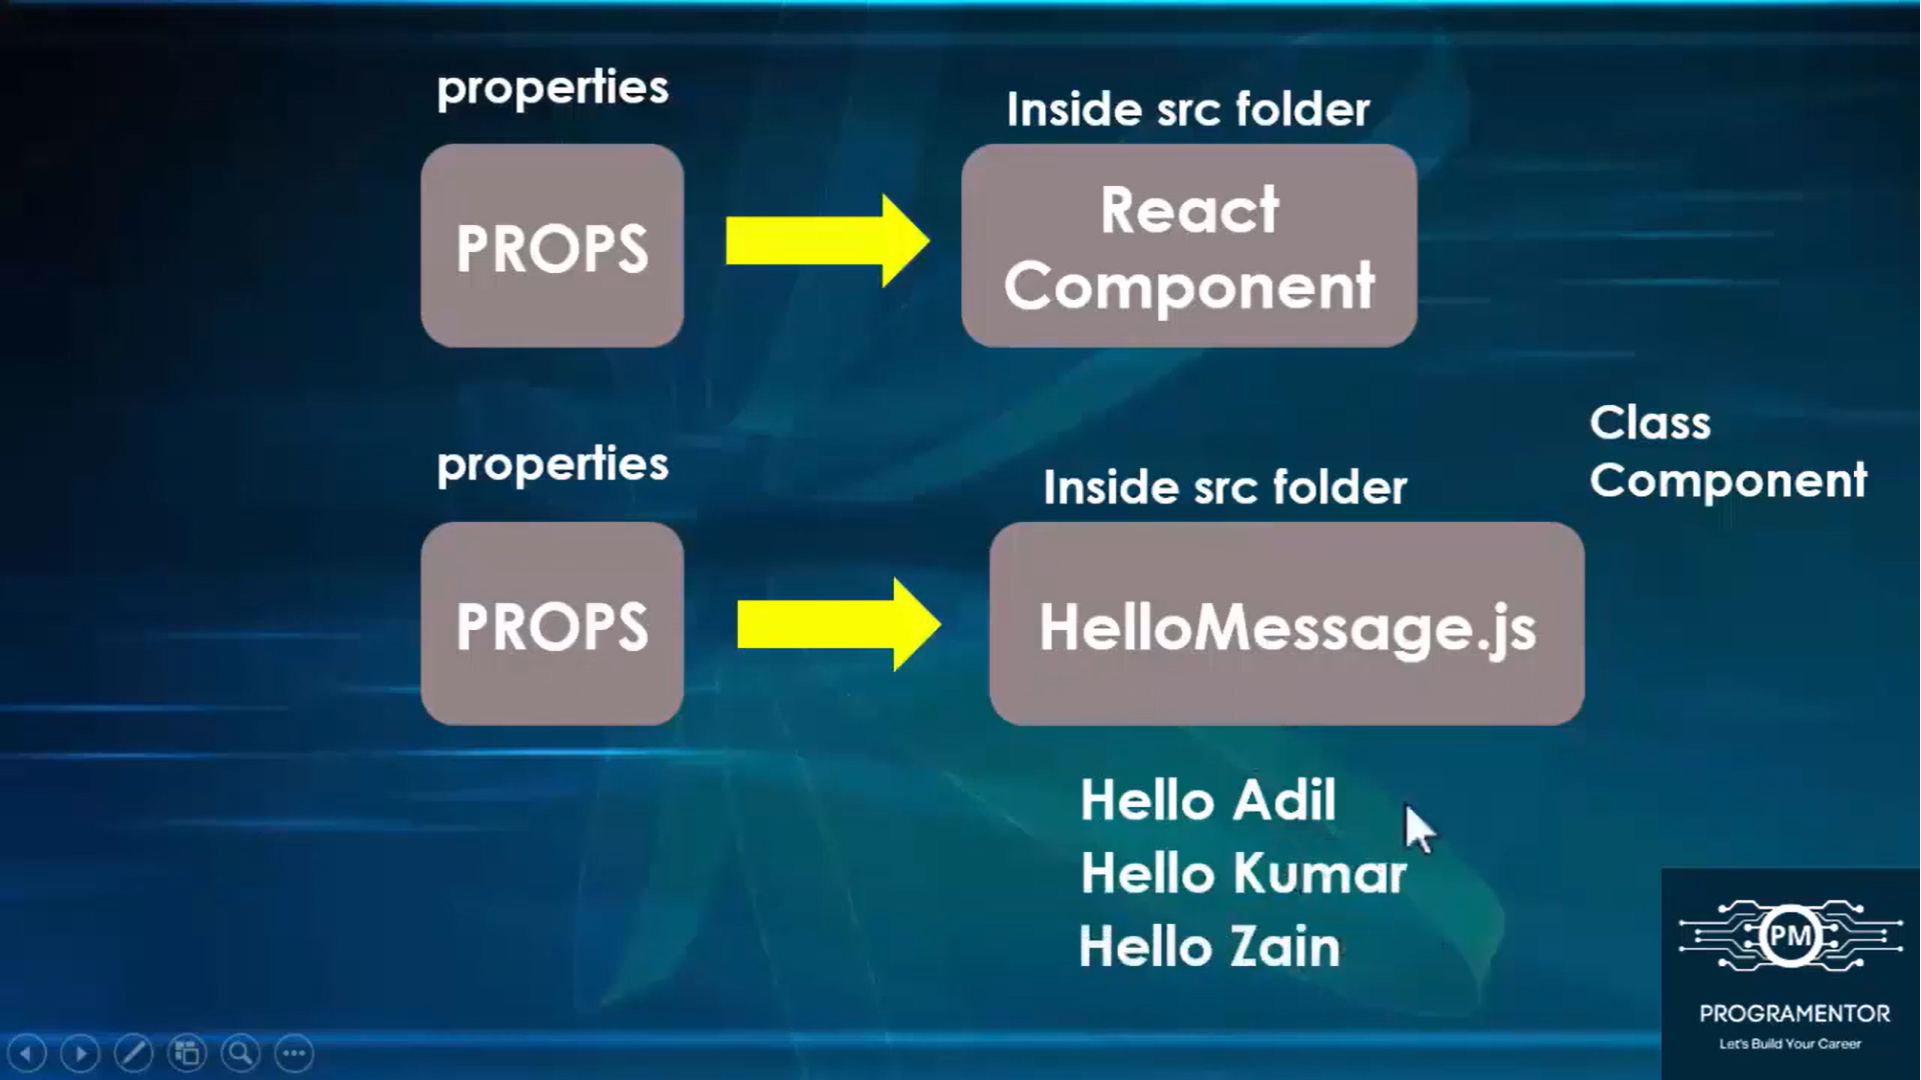 properties
Inside src folder
PROPS
React
Component
Class
Component
properties
Inside src folder
PROPS
HelloMessage.js
Hello Adil
Hello Kumar
Hello Zain
PM
PROGRAMENTOR
Let's Build Your Career